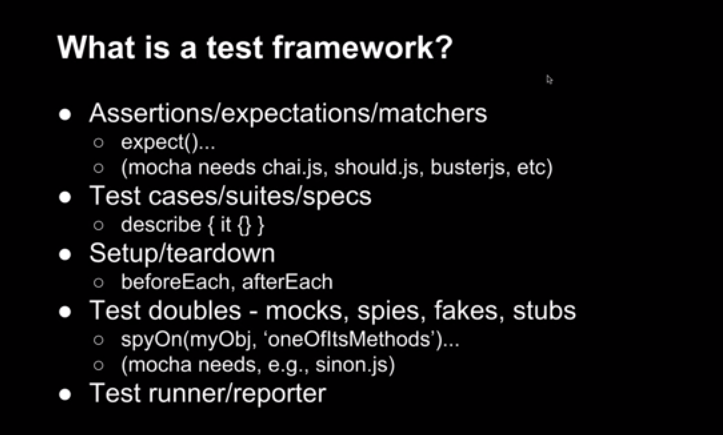 What is a test framework?
● Assertions/expectations/matchers
○ expect()...
○ (mocha needs chai.js, should.js, busterjs, etc)
● Test cases/suites/specs
○ describe { it {} }
● Setup/teardown
○ beforeEach, afterEach
● Test doubles - mocks, spies, fakes, stubs
○ spyOn(myObj, ‘oneOfItsMethods’)...
○ (mocha needs, e.g., sinon.js)
● Test runner/reporter